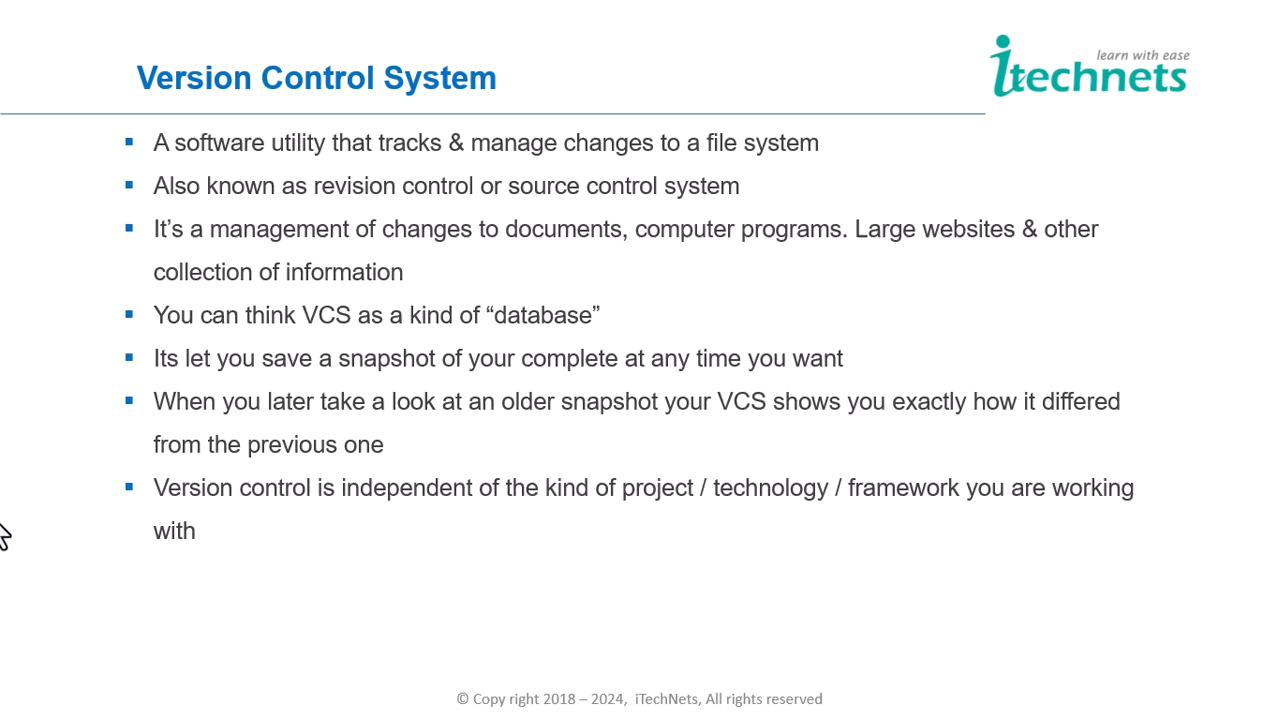 Version Control System
learn with ease
itechnets
▪ A software utility that tracks & manage changes to a file system
▪ Also known as revision control or source control system
▪ It’s a management of changes to documents, computer programs. Large websites & other
collection of information
▪ You can think VCS as a kind of “database”
▪ Its let you save a snapshot of your complete at any time you want
▪ When you later take a look at an older snapshot your VCS shows you exactly how it differed
from the previous one
▪ Version control is independent of the kind of project / technology / framework you are working
with
© Copy right 2018 – 2024, iTechNets, All rights reserved